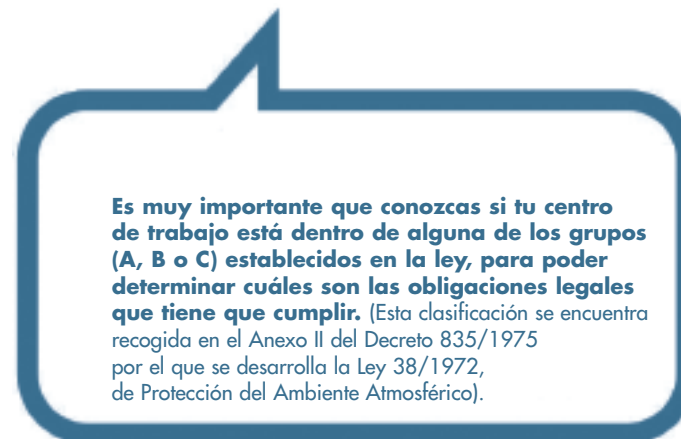 Es muy importante que conozcas si tu centro
de trabajo está dentro de alguna de los grupos
(A, B o C) establecidos en la ley, para poder
determinar cuáles son las obligaciones legales
que tiene que cumplir. (Esta clasificación se encuentra
recogida en el Anexo II del Decreto 835/1975
por el que se desarrolla la Ley 38/1972,
de Protección del Ambiente Atmosférico).